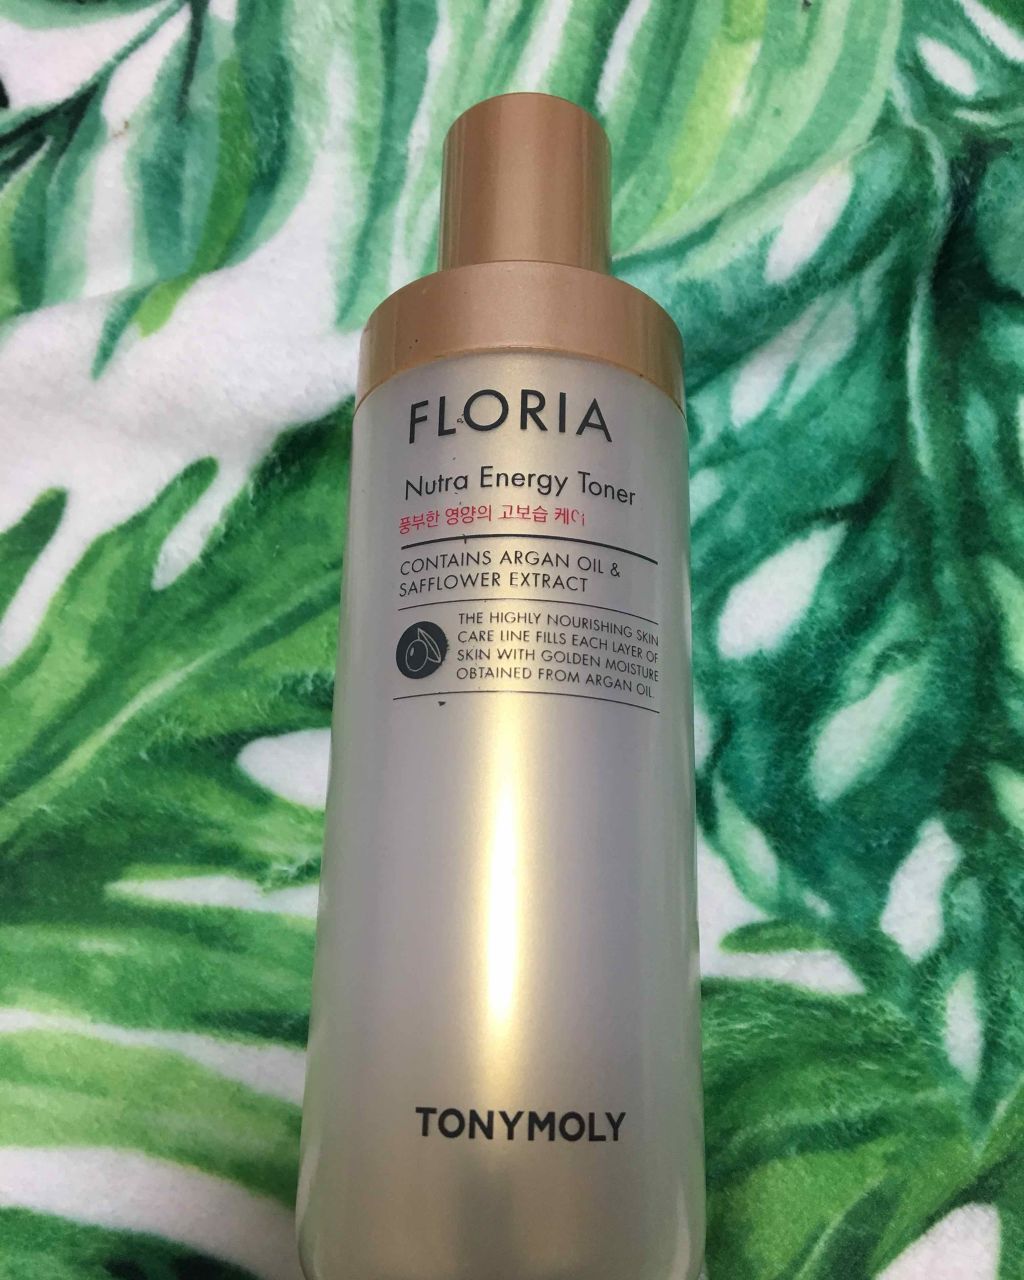 FLORIA
Nutra Energy Toner
풍부한 영양의 고보습 케어
CONTAINS ARGAN OIL &
SAFFLOWER EXTRACT
THE HIGHLY NOURISHING SKIN
CARE LINE FILLS EACH LAYER OF
SKIN WITH GOLDEN MOISTURE
OBTAINED FROM ARGAN OIL.
TONYMOLY